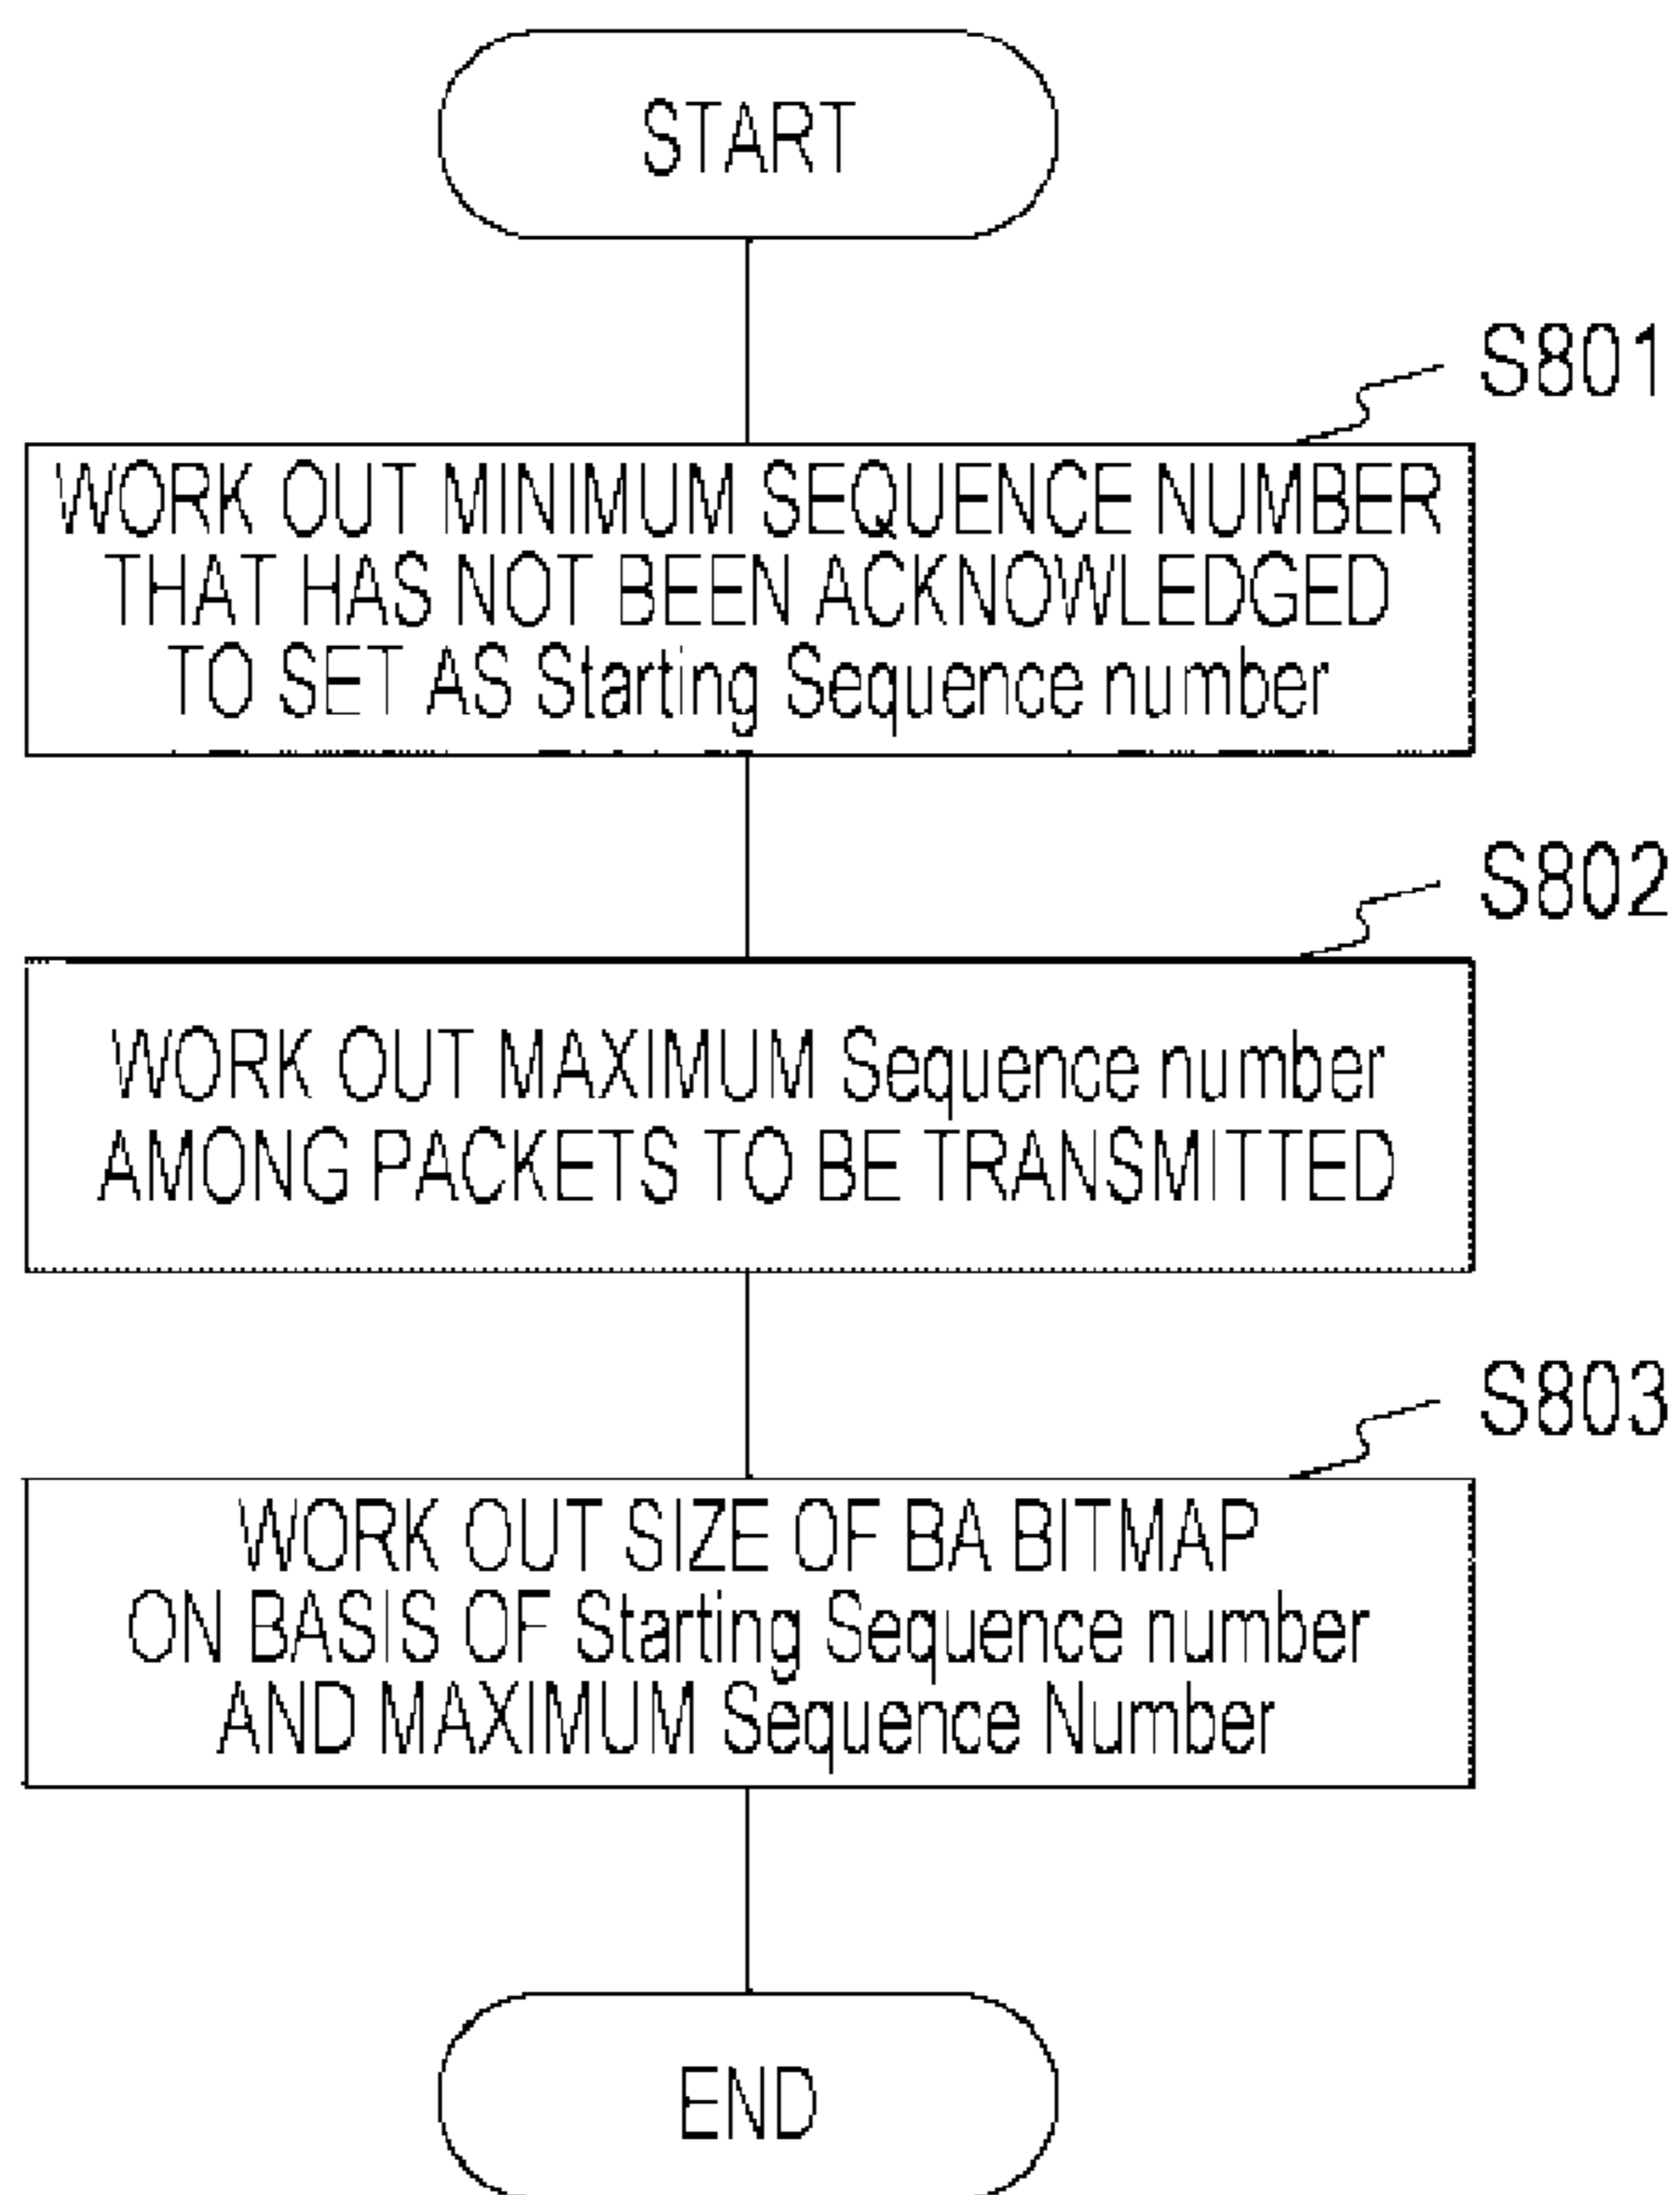 START
S801
WORK OUT MINIMUM SEQUENCE NUMBER
THAT HAS NOT BEEN ACKNOWLEDGED
TO SET AS Starting Sequence number
S802
WORK OUT MAXIMUM Sequence number
AMONG PACKETS TO BE TRANSMITTED
S803
WORK OUT SIZE OF BA BITMAP
ON BASIS OF Starting Sequence number
AND MAXIMUM Sequence Number
END